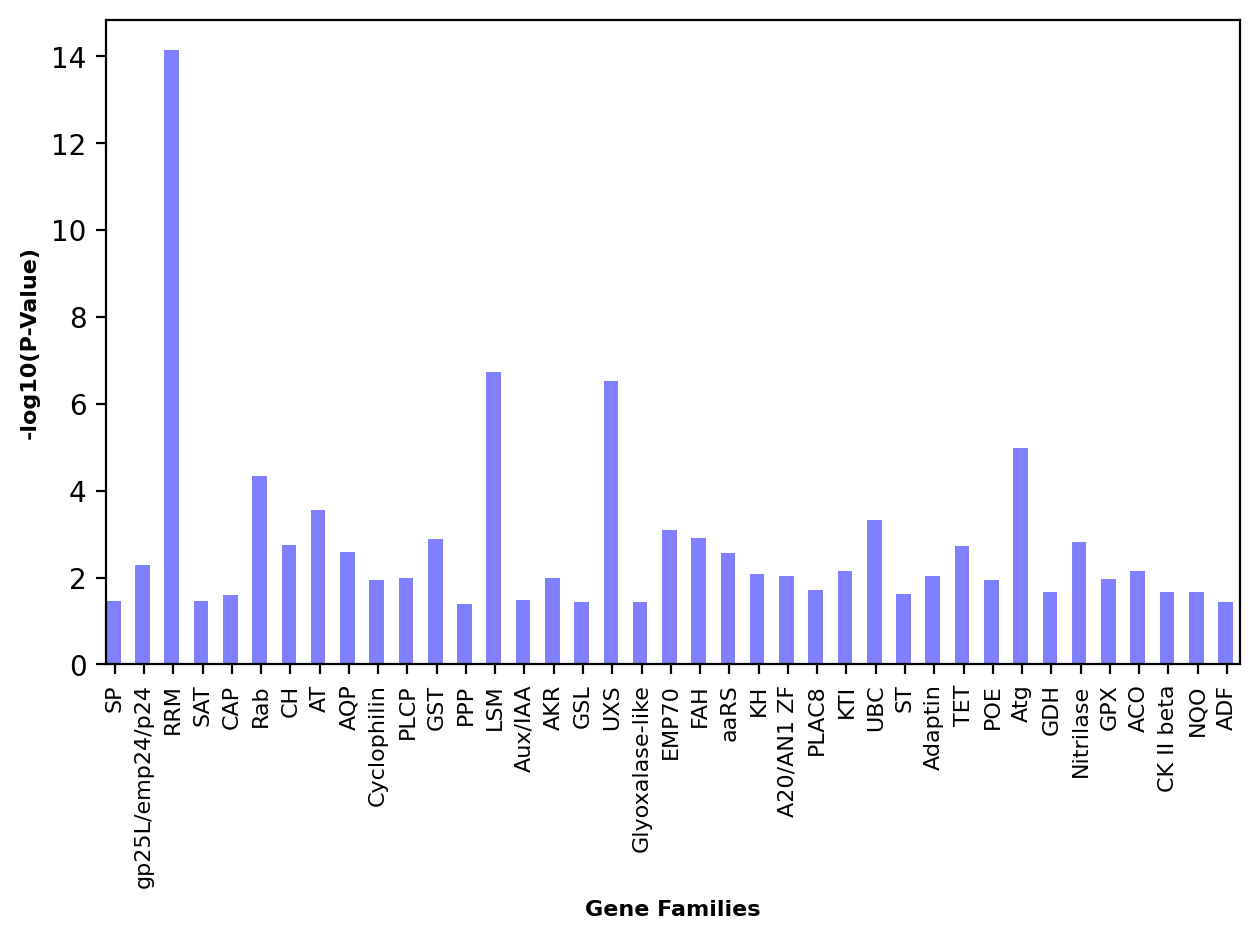 14
12
10
8
6
4
2
0
-log10(P-Value)
SP
gp25L/emp24/p24
RRM
SAT
CAP
Rab
CH
AT
AQP
Cyclophilin
PLCP
GST
PPP
LSM
Aux/IAA
AKR
GSL
UXS
Glyoxalase-like
EMP70
FAH
aaRS
KH
A20/AN1 ZF
PLAC8
KTI
UBC
ST
Adaptin
TET
POE
Atg
GDH
Nitrilase
GPX
ACO
CK II beta
NQO
ADF
Gene Families